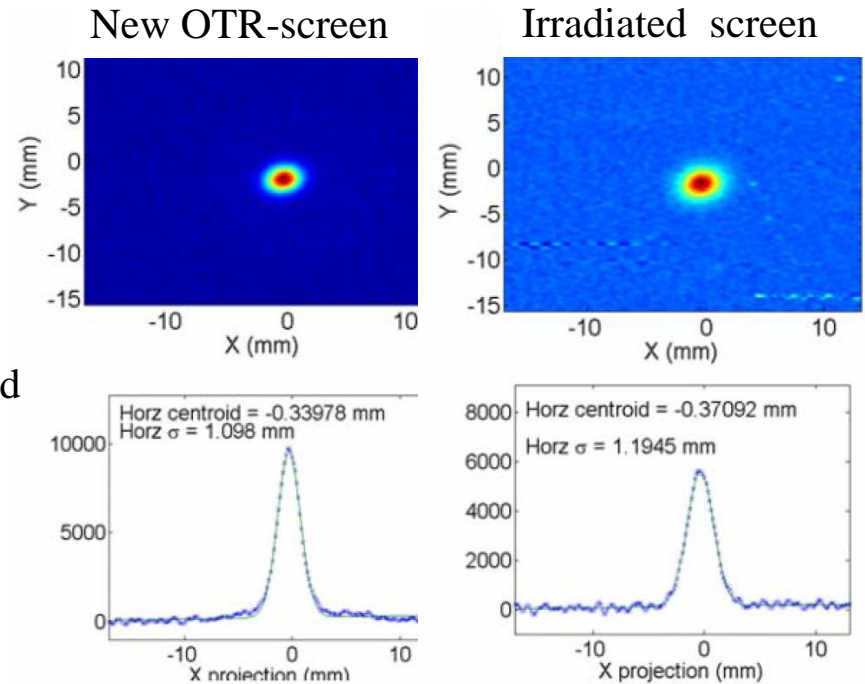 New OTR-screen
Irradiated screen
10
5
0
-5
-10
-15
Y (mm)
-10
0
10
X (mm)
10
5
0
-5
-10
-15
Y (mm)
-10
0
10
X (mm)
d
Horz centroid = -0.33978 mm
Horz σ = 1.098 mm
10000
5000
0
-10
0
10
X projection (mm)
Horz centroid = -0.37092 mm
Horz σ = 1.1945 mm
8000
6000
4000
2000
0
-10
0
10
X projection (mm)